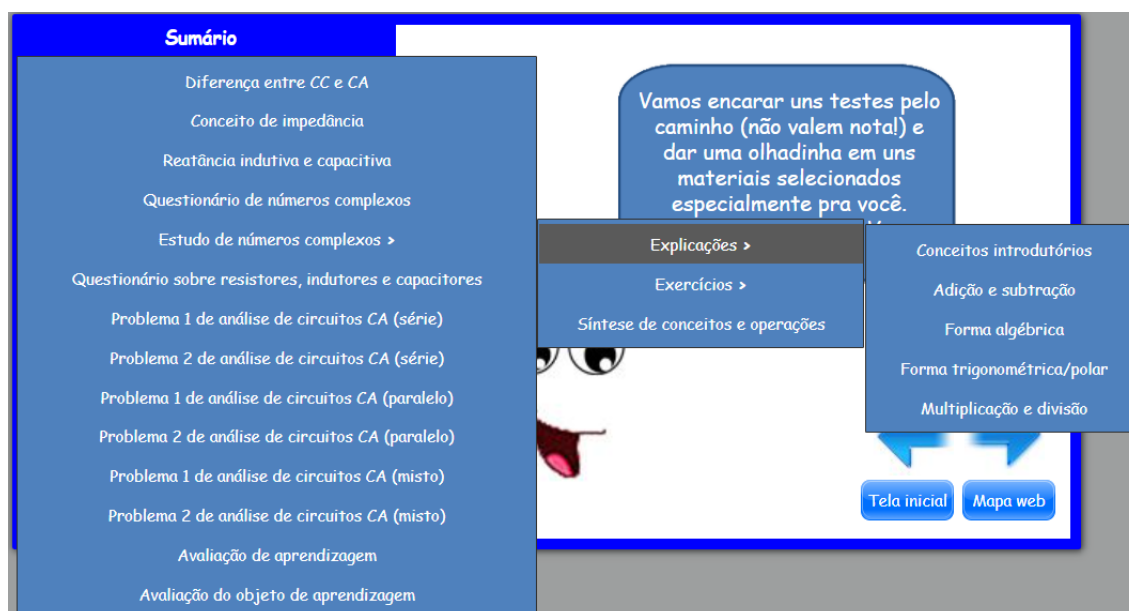 Sumário
Diferença entre CC e CA
Conceito de impedância
Reatância indutiva e capacitiva
Questionário de números complexos
Estudo de números complexos >
Questionário sobre resistores, indutores e capacitores
Problema 1 de análise de circuitos CA (série)
Problema 2 de análise de circuitos CA (série)
Problema 1 de análise de circuitos CA (paralelo)
Problema 2 de análise de circuitos CA (paralelo)
Problema 1 de análise de circuitos CA (misto)
Problema 2 de análise de circuitos CA (misto)
Avaliação de aprendizagem
Avaliação do objeto de aprendizagem
Explicações >
Exercícios >
Síntese de conceitos e operações
Conceitos introdutórios
Adição e subtração
Forma algébrica
Forma trigonométrica/polar
Multiplicação e divisão
Vamos encarar uns testes pelo
caminho (não valem nota!) e
dar uma olhadinha em uns
materiais selecionados
especialmente pra você.
Tela inicial
Mapa web